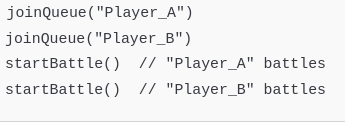 joinQueue("Player_A")
joinQueue("Player_B")
startBattle()  // "Player_A" battles
startBattle()  // "Player_B" battles